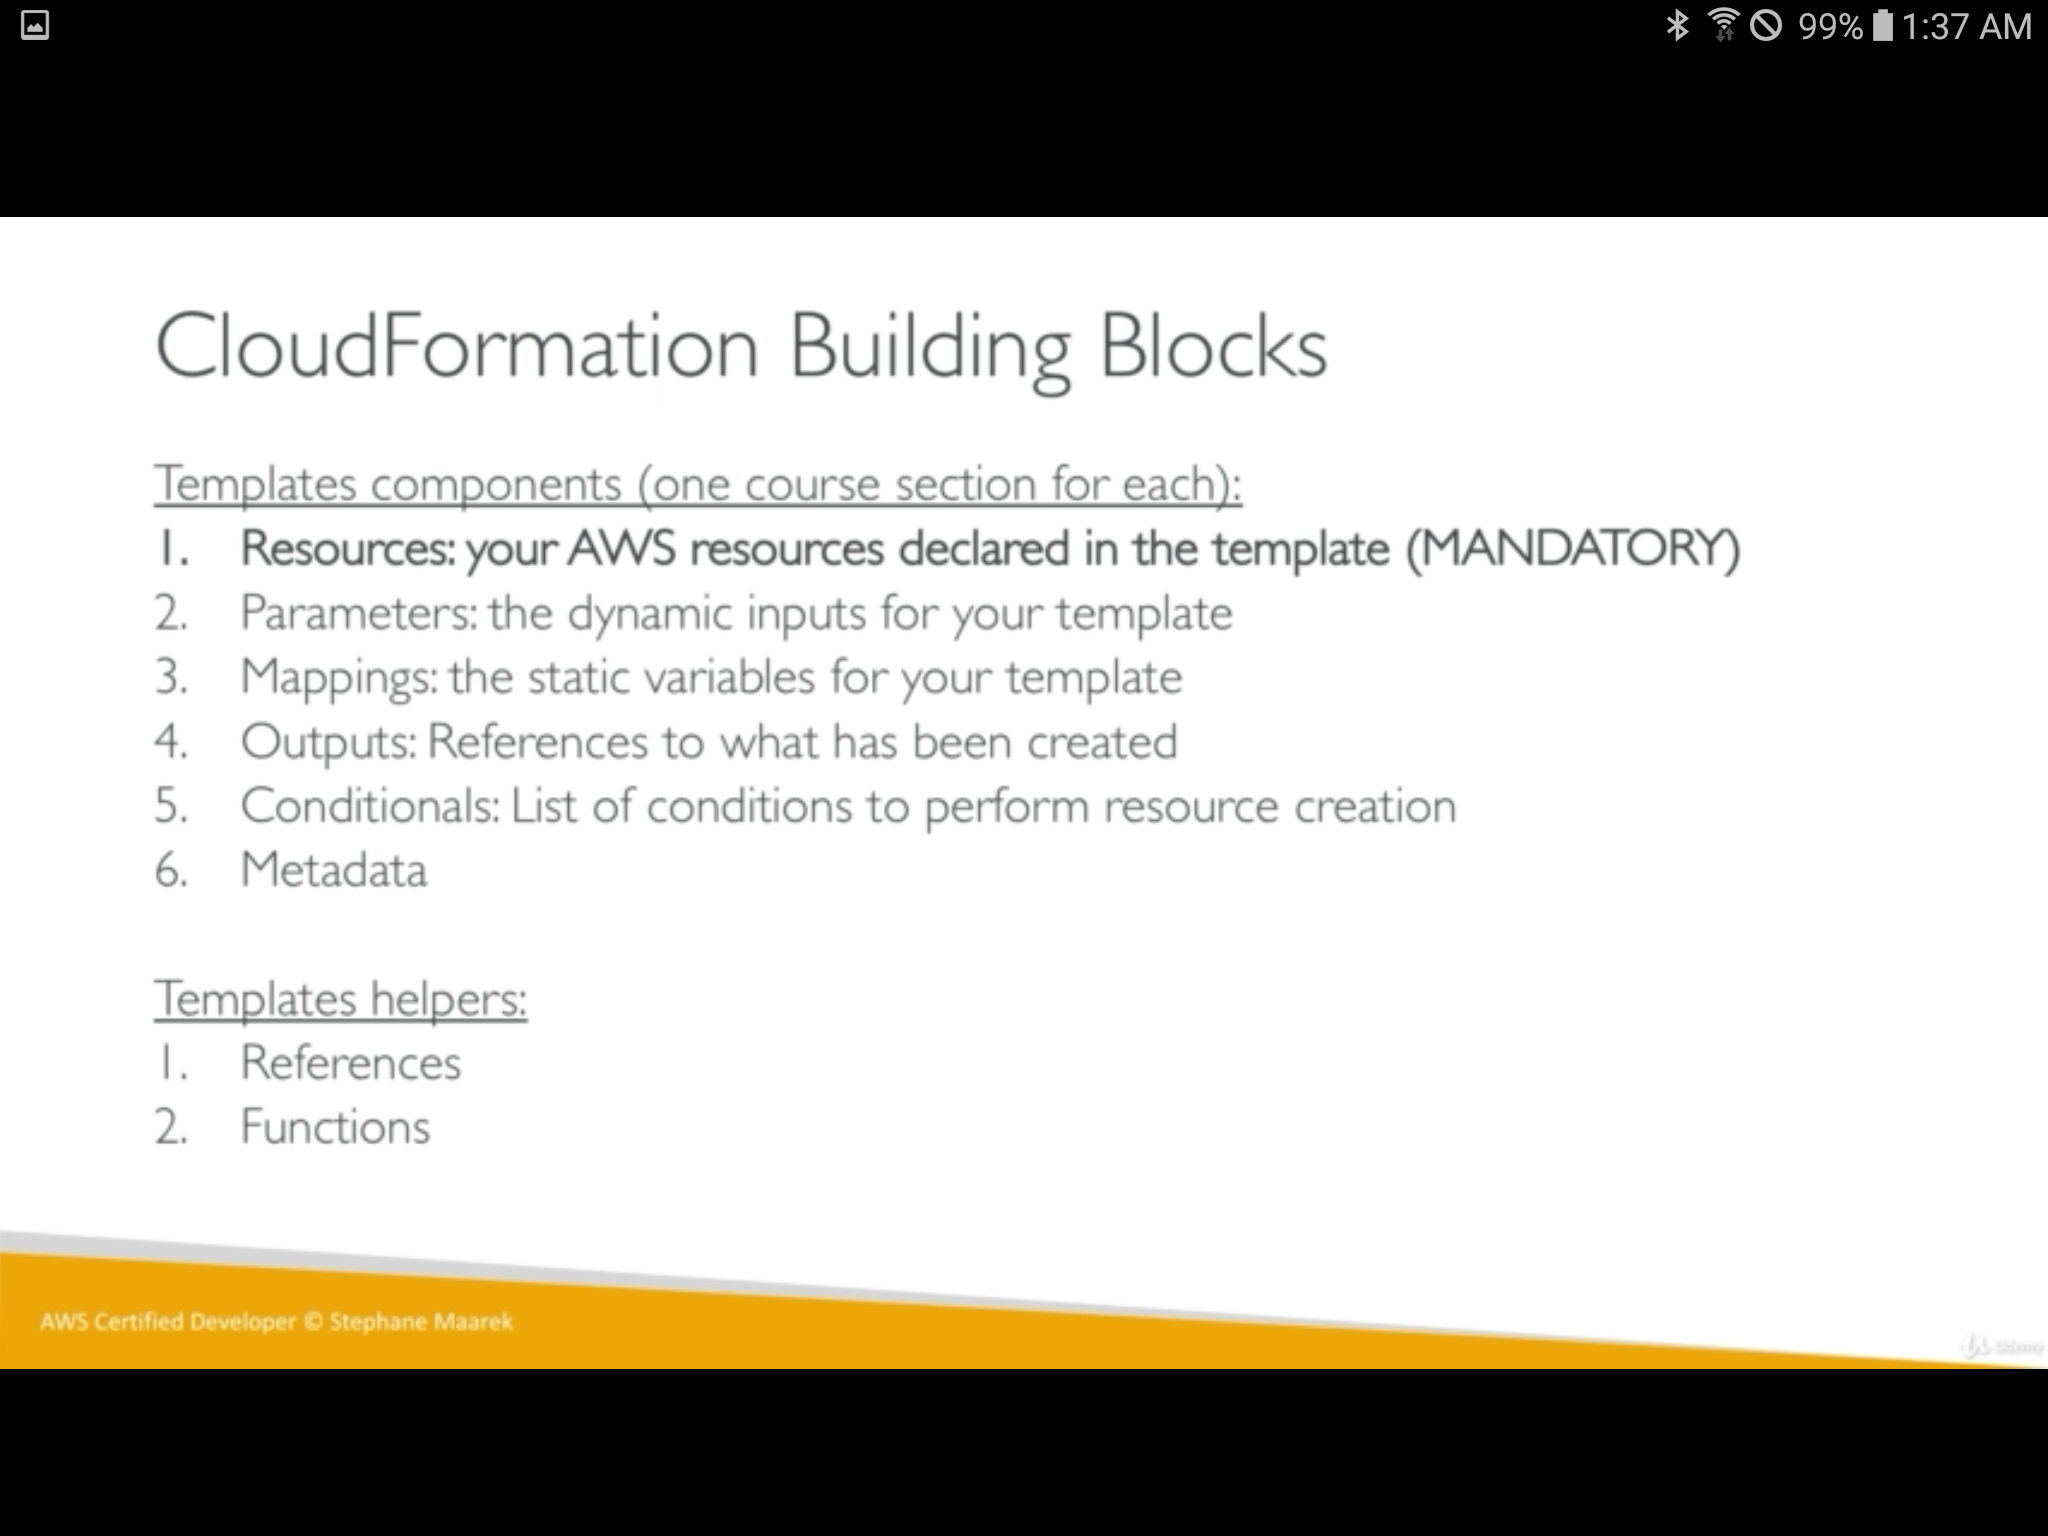 99% 1:37 AM
CloudFormation Building Blocks
Templates components (one course section for each):
1. Resources: your AWS resources declared in the template (MANDATORY)
2. Parameters: the dynamic inputs for your template
3. Mappings: the static variables for your template
4. Outputs: References to what has been created
5. Conditionals: List of conditions to perform resource creation
6. Metadata
Templates helpers:
1. References
2. Functions
AWS Certified Developer © Stephane Maarek
Udemy